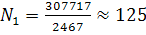 N₁ = 307717/2467 ≈ 125